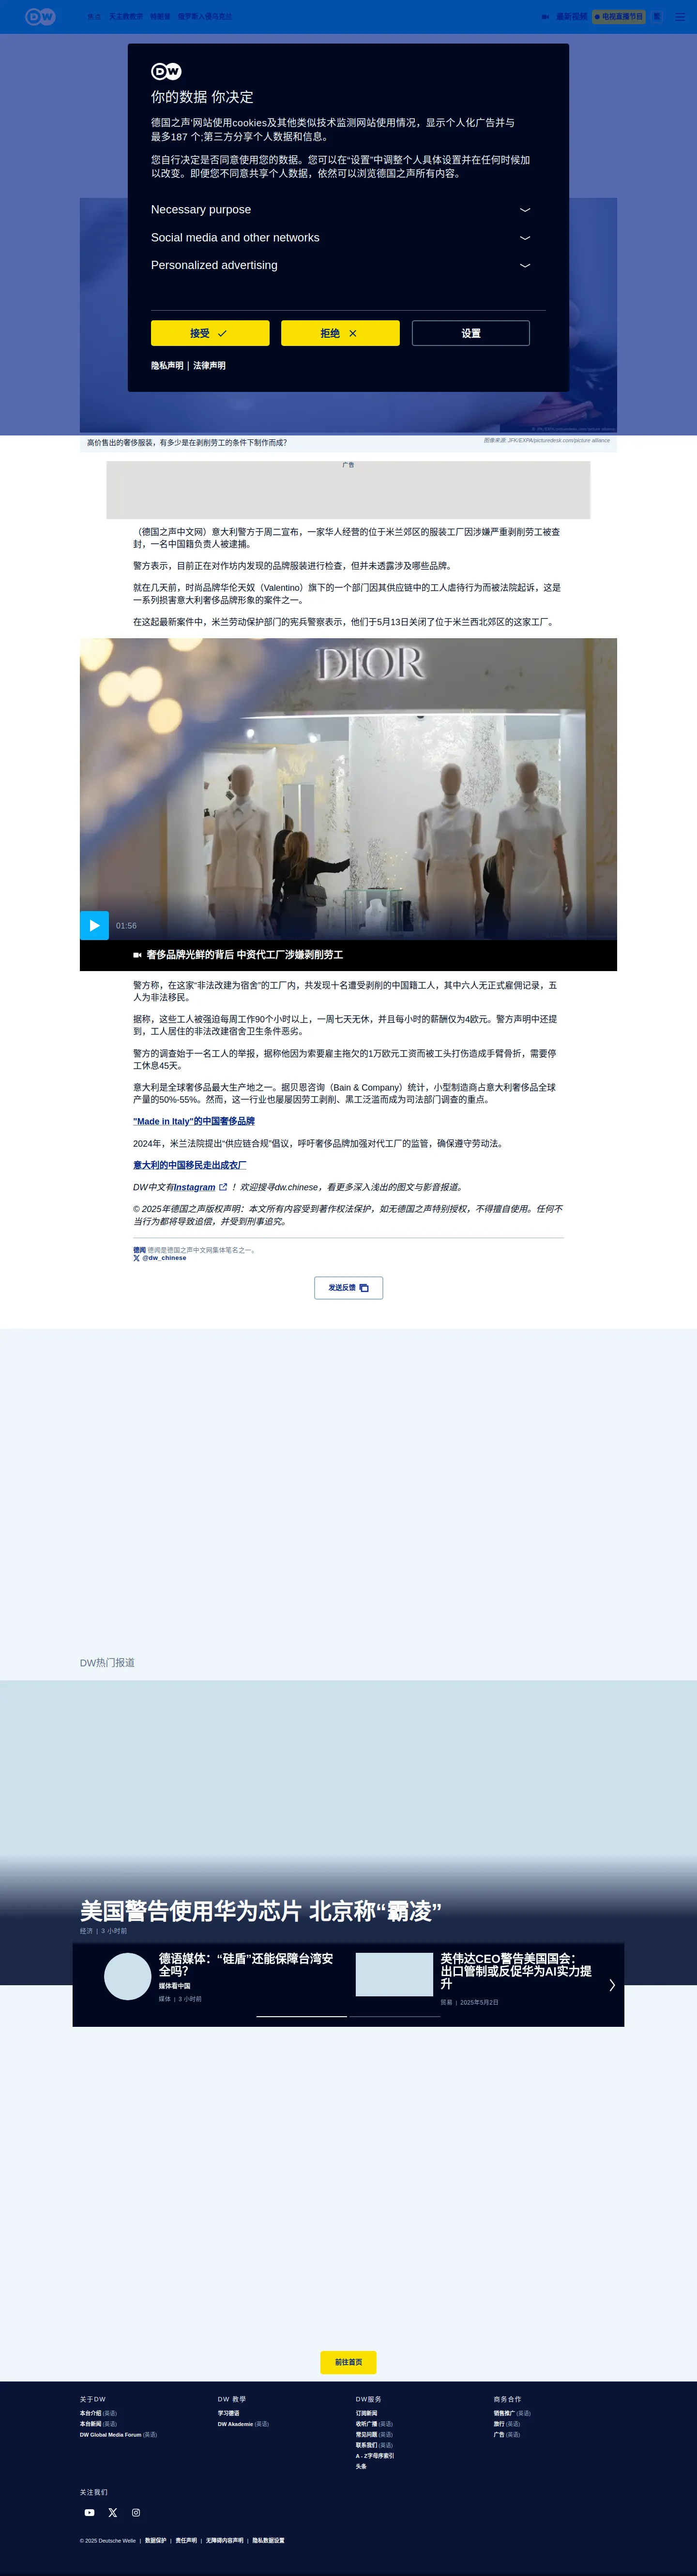 DW
焦点
天主教教宗
特朗普
俄罗斯入侵乌克兰
最新视频
电视直播节目
繁
DW
你的数据 你决定
德国之声'网站使用cookies及其他类似技术监测网站使用情况，显示个人化广告并与
最多187 个;第三方分享个人数据和信息。
您自行决定是否同意使用您的数据。您可以在“设置”中调整个人具体设置并在任何时候加
以改变。即便您不同意共享个人数据，依然可以浏览德国之声所有内容。
Necessary purpose
Social media and other networks
Personalized advertising
接受
拒绝
设置
隐私声明 | 法律声明
高价售出的奢侈服装，有多少是在剥削劳工的条件下制作而成?
图像来源: JFK/EXPA/picturedesk.com/picture alliance
广告
（德国之声中文网）意大利警方于周二宣布，一家华人经营的位于米兰郊区的服装工厂因涉嫌严重剥削劳工被查
封，一名中国籍负责人被逮捕。
警方表示，目前正在对作坊内发现的品牌服装进行检查，但并未透露涉及哪些品牌。
就在几天前，时尚品牌华伦天奴（Valentino）旗下的一个部门因其供应链中的工人虐待行为而被法院起诉，这是
一系列损害意大利奢侈品牌形象的案件之一。
在这起最新案件中，米兰劳动保护部门的宪兵警察表示，他们于5月13日关闭了位于米兰西北郊区的这家工厂。
DIOR
01:56
奢侈品牌光鲜的背后 中资代工厂涉嫌剥削劳工
警方称，在这家"非法改建为宿舍"的工厂内，共发现十名遭受剥削的中国籍工人，其中六人无正式雇佣记录，五
人为非法移民。
据称，这些工人被强迫每周工作90个小时以上，一周七天无休，并且每小时的薪酬仅为4欧元。警方声明中还提
到，工人居住的非法改建宿舍卫生条件恶劣。
警方的调查始于一名工人的举报，据称他因为索要雇主拖欠的1万欧元工资而被工头打伤造成手臂骨折，需要停
工休息45天。
意大利是全球奢侈品最大生产地之一。据贝恩咨询（Bain & Company）统计，小型制造商占意大利奢侈品全球
产量的50%-55%。然而，这一行业也屡屡因劳工剥削、黑工泛滥而成为司法部门调查的重点。
"Made in Italy"的中国奢侈品牌
2024年，米兰法院提出"供应链合规"倡议，呼吁奢侈品牌加强对代工厂的监管，确保遵守劳动法。
意大利的中国移民走出成衣厂
DW中文有Instagram ！欢迎搜寻dw.chinese，看更多深入浅出的图文与影音报道。
© 2025年德国之声版权声明：本文所有内容受到著作权法保护，如无德国之声特别授权，不得擅自使用。任何不
当行为都将导致追偿，并受到刑事追究。
德闻 德闻是德国之声中文网集体笔名之一。
@dw_chinese
发送反馈
DW热门报道
美国警告使用华为芯片 北京称“霸凌”
经济 | 3 小时前
德语媒体：“硅盾”还能保障台湾安
全吗?
媒体看中国
媒体 | 3 小时前
英伟达CEO警告美国国会：
出口管制或反促华为AI实力提
升
贸易 | 2025年5月2日
前往首页
关于DW
本台介绍 (英语)
本台新闻 (英语)
DW Global Media Forum (英语)
DW 教學
学习德语
DW Akademie (英语)
DW服务
订阅新闻
收听广播 (英语)
常见问题 (英语)
联系我们 (英语)
A - Z字母序索引
头条
商务合作
销售推广 (英语)
旅行 (英语)
广告 (英语)
关注我们
© 2025 Deutsche Welle | 数据保护 | 责任声明 | 无障碍内容声明 | 隐私数据设置